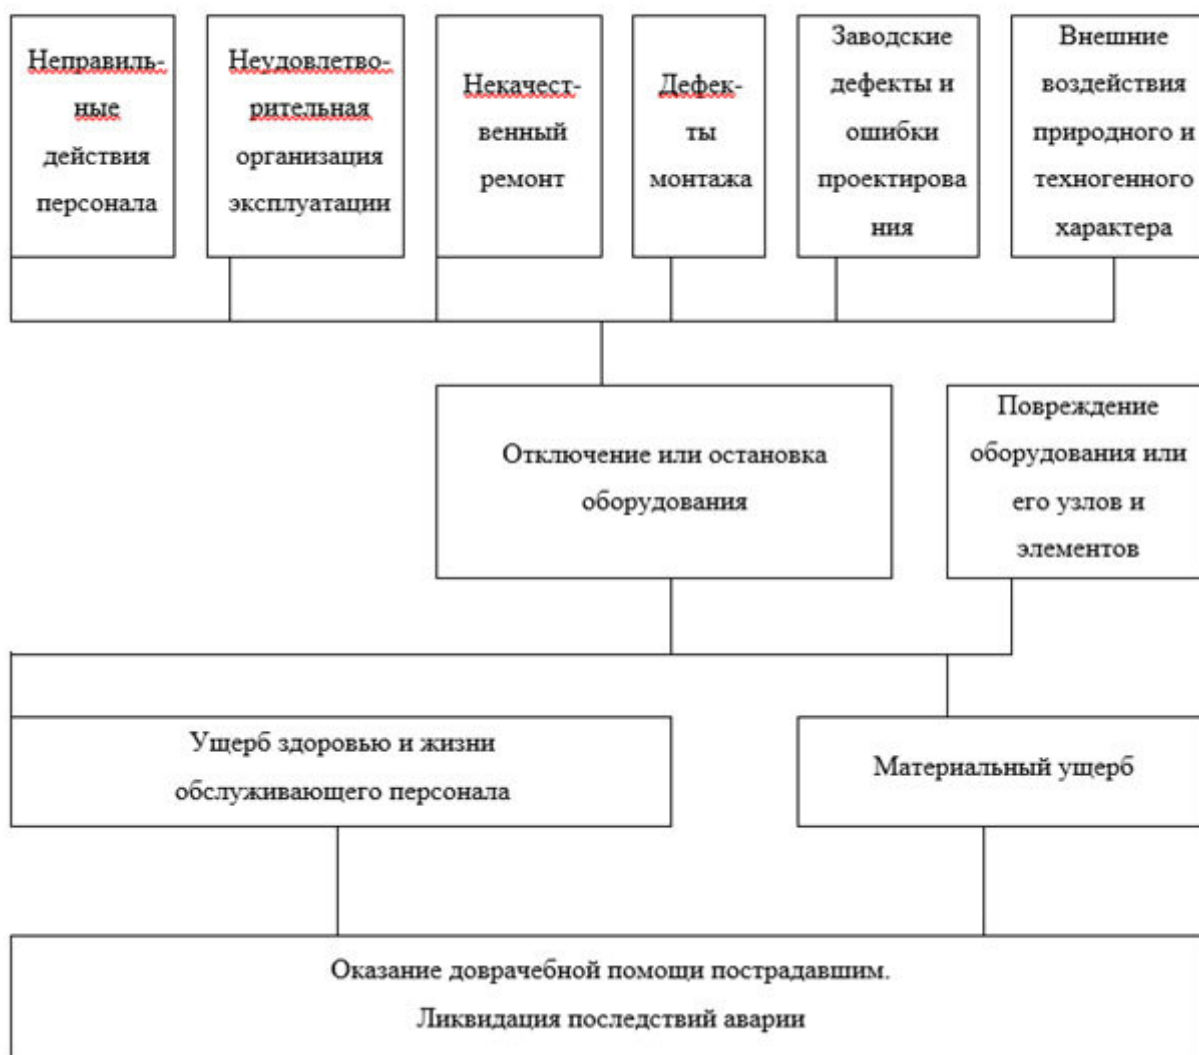 Неправиль-
ные
действия
персонала
Неудовлетво-
рительная
организация
эксплуатации
Некачест-
венный
ремонт
Дефек-
ты
монтажа
Заводские
дефекты и
ошибки
проектирова
ния
Внешние
воздействия
природного и
техногенного
характера
Отключение или остановка
оборудования
Повреждение
оборудования или
его узлов и
элементов
Ущерб здоровью и жизни
обслуживающего персонала
Материальный ущерб
Оказание доврачебной помощи пострадавшим.
Ликвидация последствий аварии